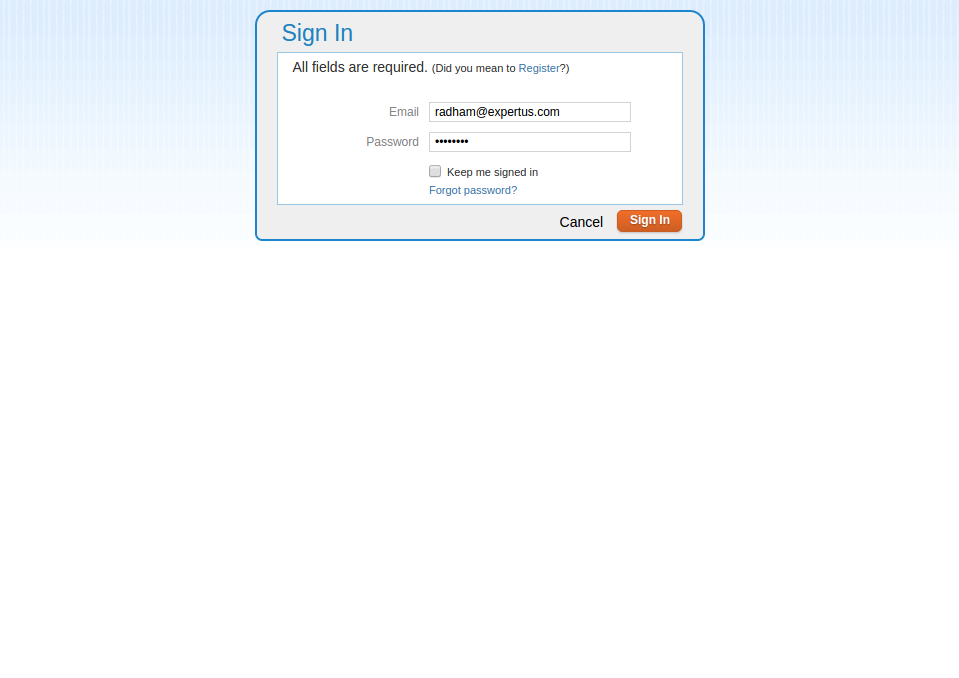 Sign In
All fields are required. (Did you mean to Register?)
Email radham@expertus.com
Password ••••••••
Keep me signed in
Forgot password?
Cancel Sign In